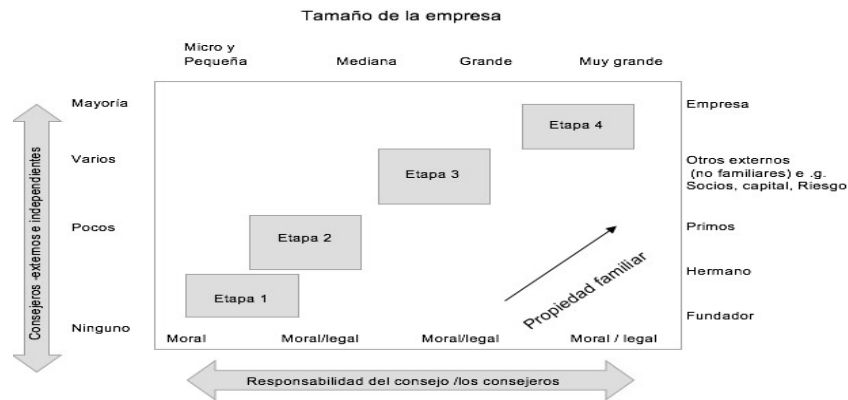 Tamaño de la empresa
Micro y
Pequeña
Mediana
Grande
Muy grande
Mayoría
Empresa
Etapa 4
Varios
Otros externos
(no familiares) e .g.
Socios, capital, Riesgo
Etapa 3
Pocos
Primos
Etapa 2
Hermano
Etapa 1
Propiedad familiar
Fundador
Ninguno
Moral
Moral/legal
Moral/legal
Moral / legal
Consejeros -externos e independientes
Responsabilidad del consejo /los consejeros